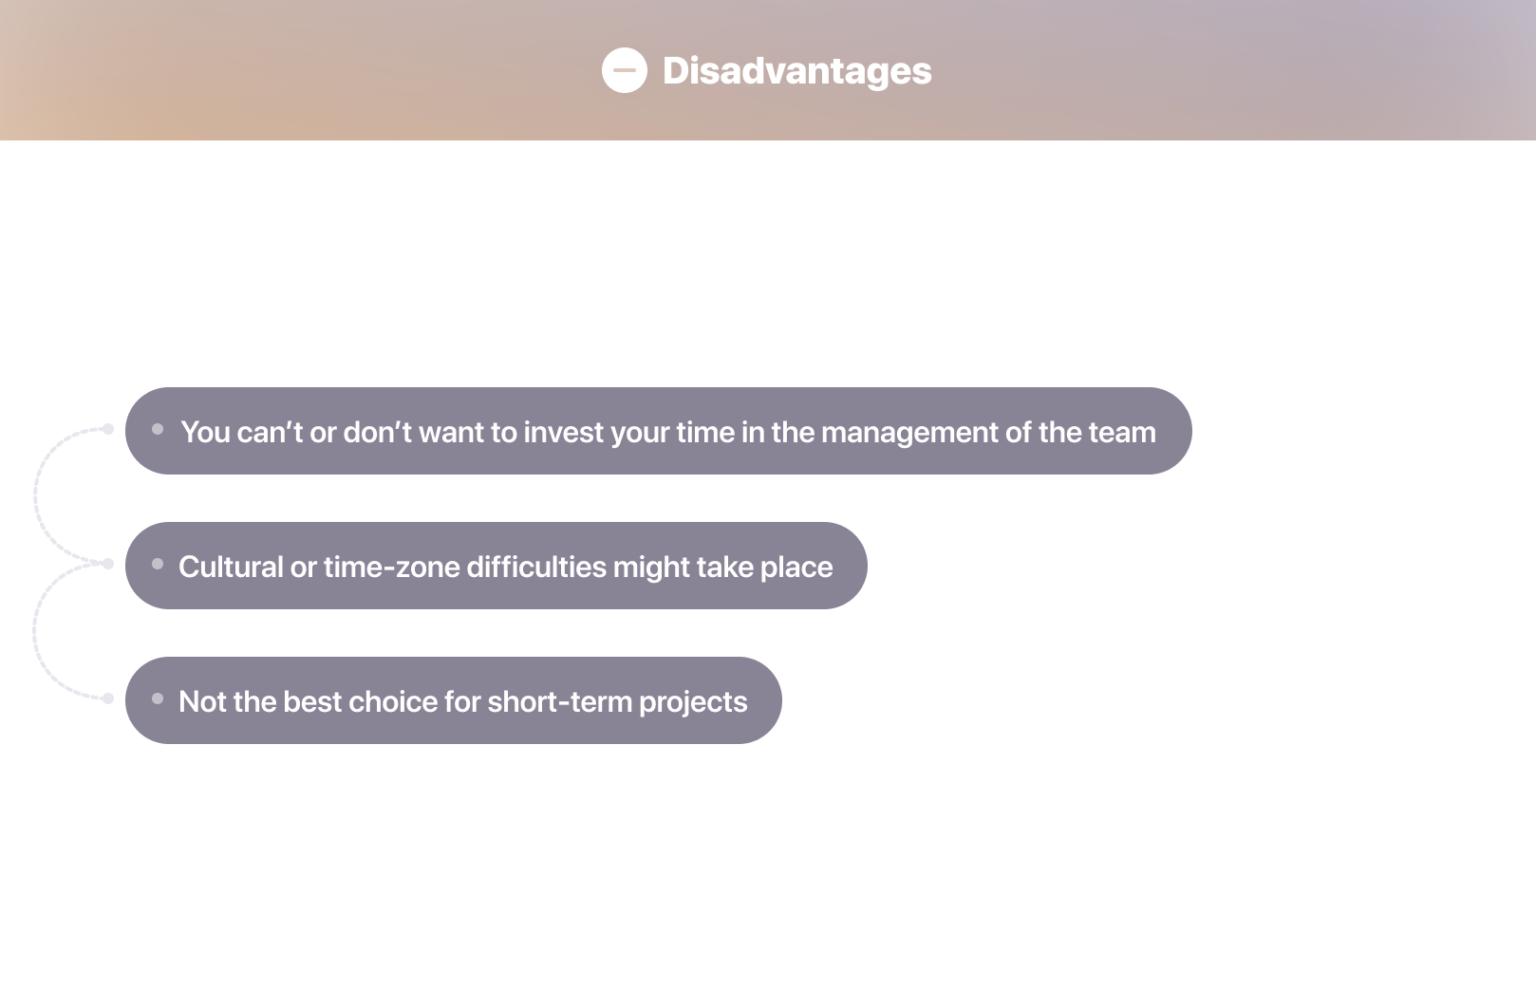 Disadvantages
You can’t or don’t want to invest your time in the management of the team
Cultural or time-zone difficulties might take place
Not the best choice for short-term projects